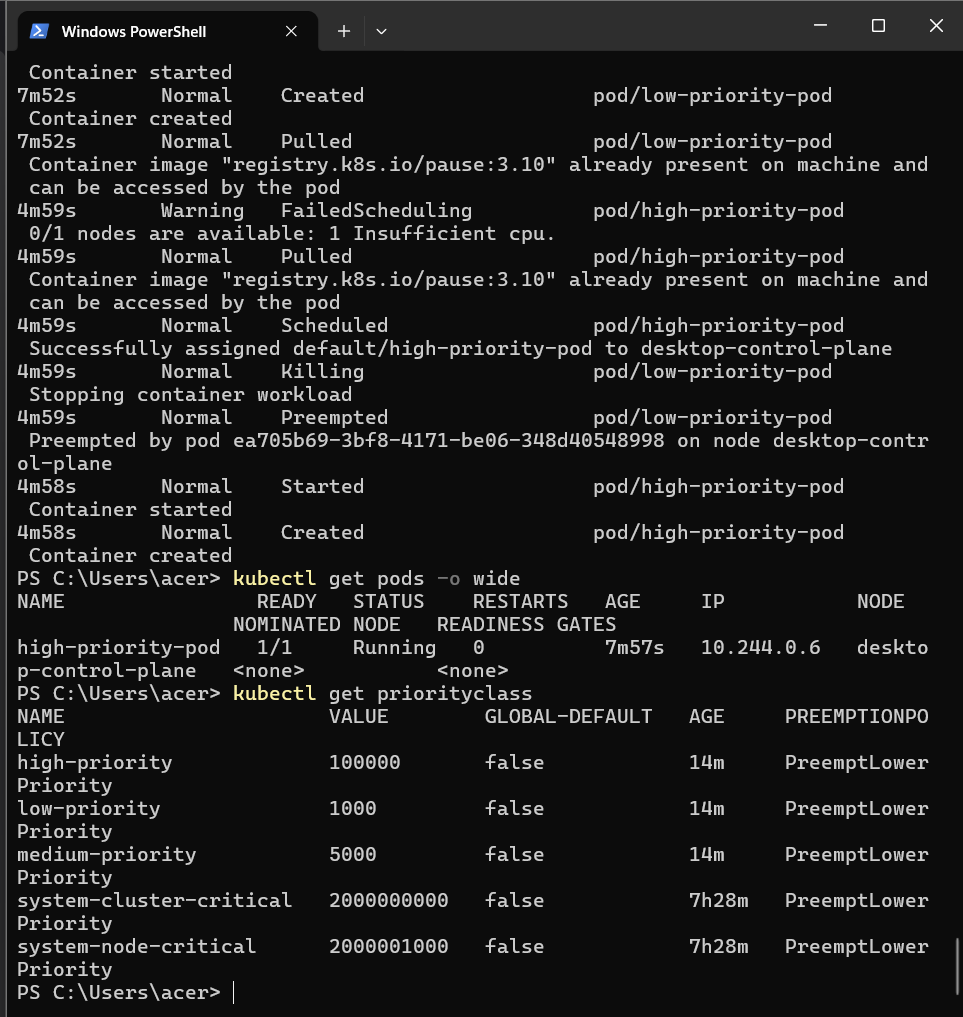 Windows PowerShell
 Container started
7m52s       Normal    Created                   pod/low-priority-pod
 Container created
7m52s       Normal    Pulled                    pod/low-priority-pod
 Container image "registry.k8s.io/pause:3.10" already present on machine and
 can be accessed by the pod
4m59s       Warning   FailedScheduling          pod/high-priority-pod
 0/1 nodes are available: 1 Insufficient cpu.
4m59s       Normal    Pulled                    pod/high-priority-pod
 Container image "registry.k8s.io/pause:3.10" already present on machine and
 can be accessed by the pod
4m59s       Normal    Scheduled                 pod/high-priority-pod
 Successfully assigned default/high-priority-pod to desktop-control-plane
4m59s       Normal    Killing                   pod/low-priority-pod
 Stopping container workload
4m59s       Normal    Preempted                 pod/low-priority-pod
 Preempted by pod ea705b69-3bf8-4171-be06-348d40548998 on node desktop-contr
ol-plane
4m58s       Normal    Started                   pod/high-priority-pod
 Container started
4m58s       Normal    Created                   pod/high-priority-pod
 Container created
PS C:\Users\acer> kubectl get pods -o wide
NAME                READY   STATUS    RESTARTS   AGE     IP           NODE
                  NOMINATED NODE   READINESS GATES
high-priority-pod   1/1     Running   0          7m57s   10.244.0.6   deskto
p-control-plane   <none>           <none>
PS C:\Users\acer> kubectl get priorityclass
NAME                      VALUE        GLOBAL-DEFAULT   AGE     PREEMPTIONPO
LICY
high-priority             100000       false            14m     PreemptLower
Priority
low-priority              1000         false            14m     PreemptLower
Priority
medium-priority           5000         false            14m     PreemptLower
Priority
system-cluster-critical   2000000000   false            7h28m   PreemptLower
Priority
system-node-critical      2000001000   false            7h28m   PreemptLower
Priority
PS C:\Users\acer>